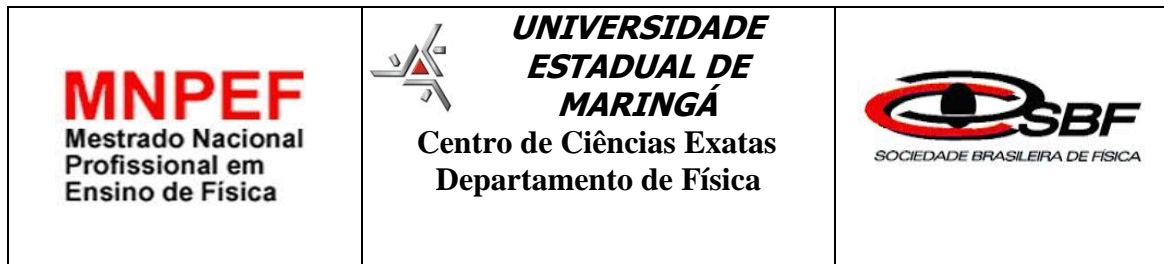 MNPEF
Mestrado Nacional
Profissional em
Ensino de Física
UNIVERSIDADE
ESTADUAL DE
MARINGÁ
Centro de Ciências Exatas
Departamento de Física
SBF
SOCIEDADE BRASILEIRA DE FÍSICA